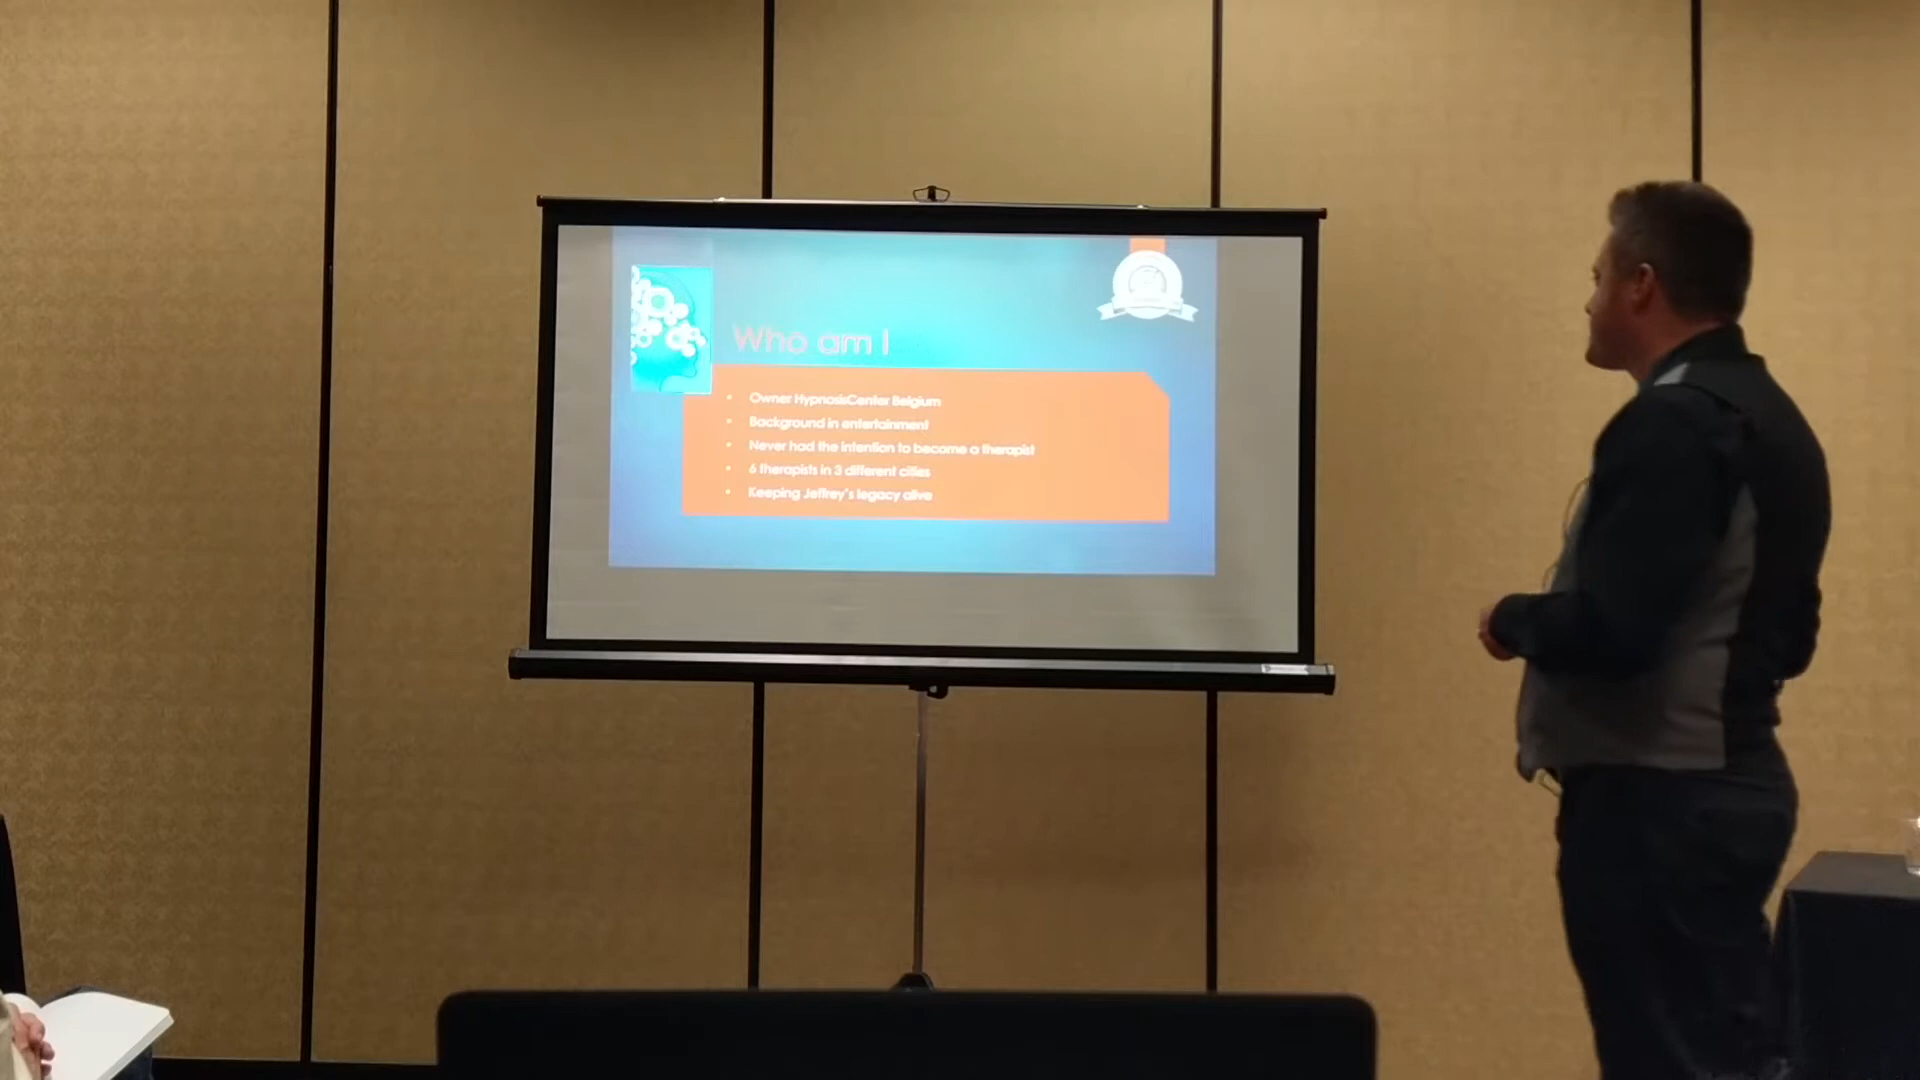 Who am I
• Owner HypnosisCenter Belgium
• Background in entertainment
• Never had the intention to become a therapist
• 6 therapists in 3 different cities
• Keeping Jeffrey's legacy alive